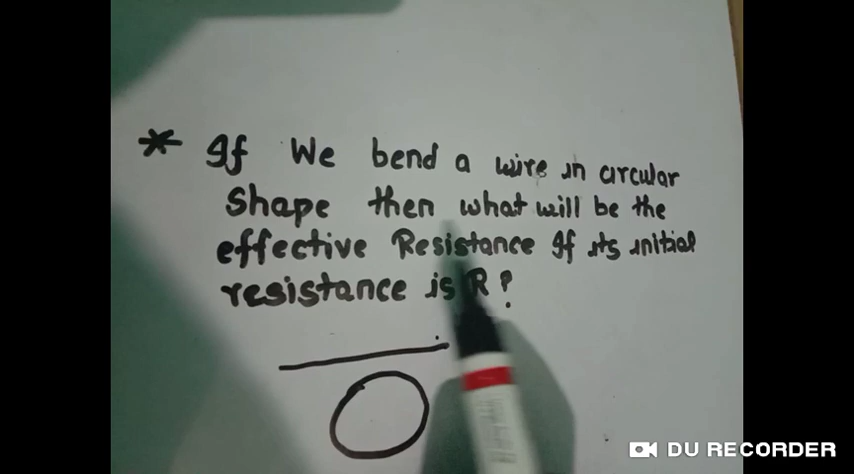 * If We bend a wire in circular
Shape then what will be the
effective Resistance If its initial
resistance is R?
DU RECORDER